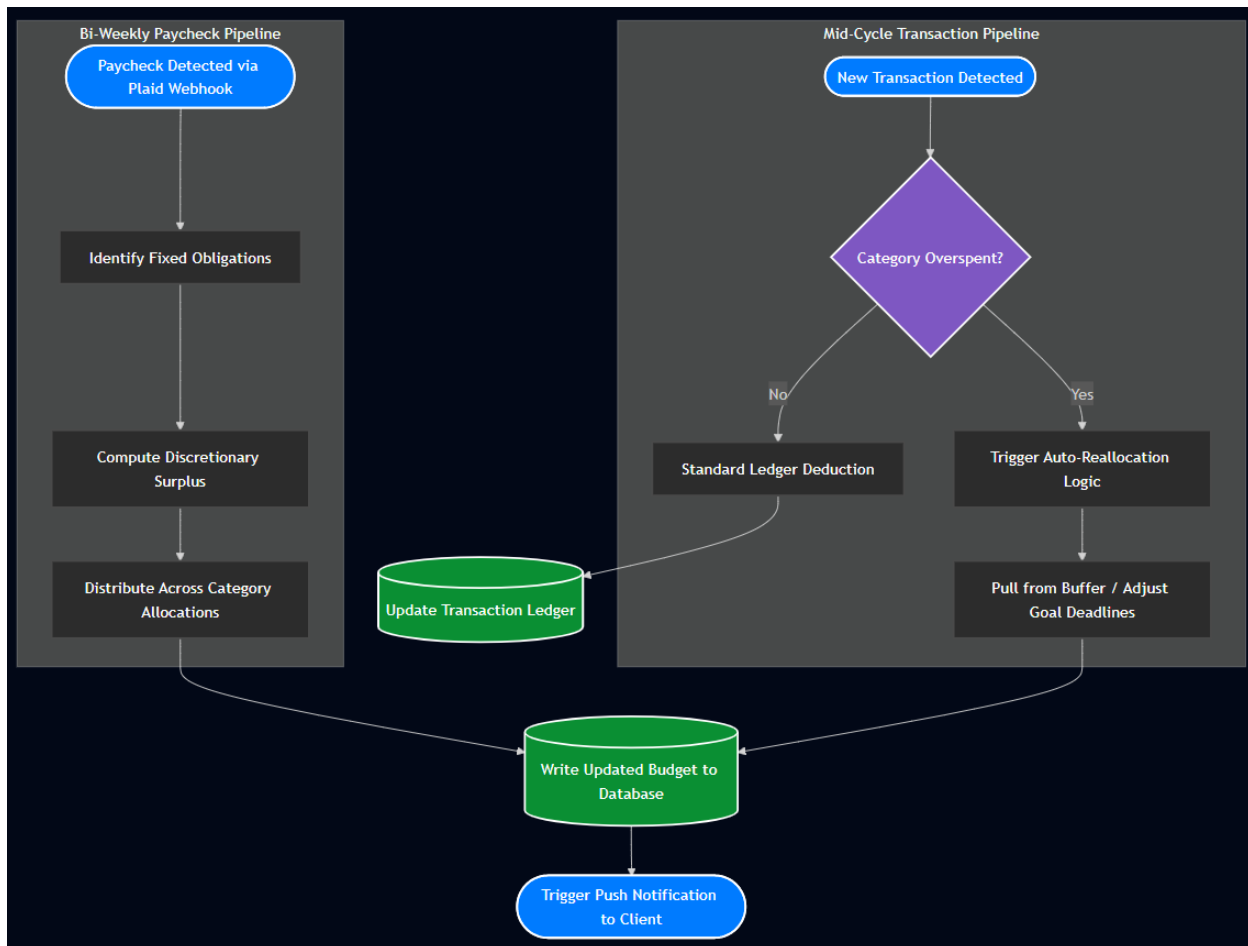 Bi-Weekly Paycheck Pipeline
Paycheck Detected via
Plaid Webhook
Identify Fixed Obligations
Compute Discretionary
Surplus
Distribute Across Category
Allocations
Mid-Cycle Transaction Pipeline
New Transaction Detected
Category Overspent?
No
Yes
Standard Ledger Deduction
Trigger Auto-Reallocation
Logic
Update Transaction Ledger
Pull from Buffer / Adjust
Goal Deadlines
Write Updated Budget to
Database
Trigger Push Notification
to Client